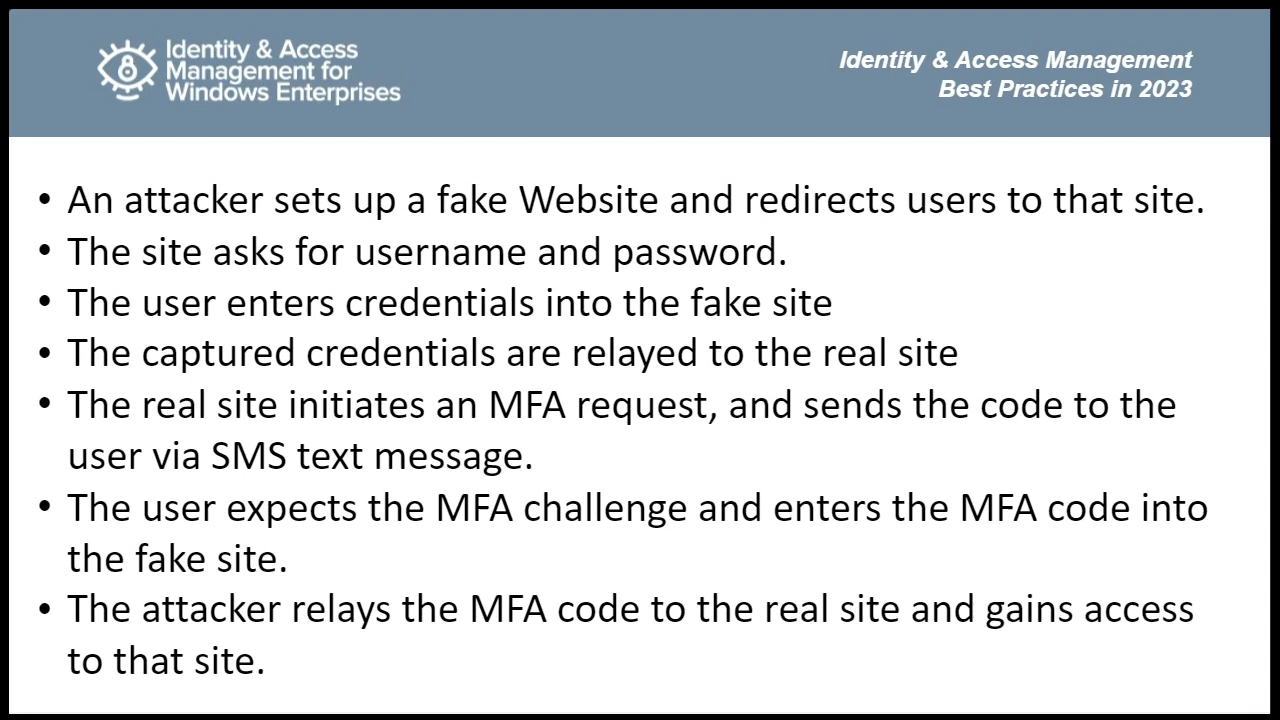 Identity & Access
Management for
Windows Enterprises
Identity & Access Management
Best Practices in 2023
• An attacker sets up a fake Website and redirects users to that site.
• The site asks for username and password.
• The user enters credentials into the fake site
• The captured credentials are relayed to the real site
• The real site initiates an MFA request, and sends the code to the
user via SMS text message.
• The user expects the MFA challenge and enters the MFA code into
the fake site.
• The attacker relays the MFA code to the real site and gains access
to that site.